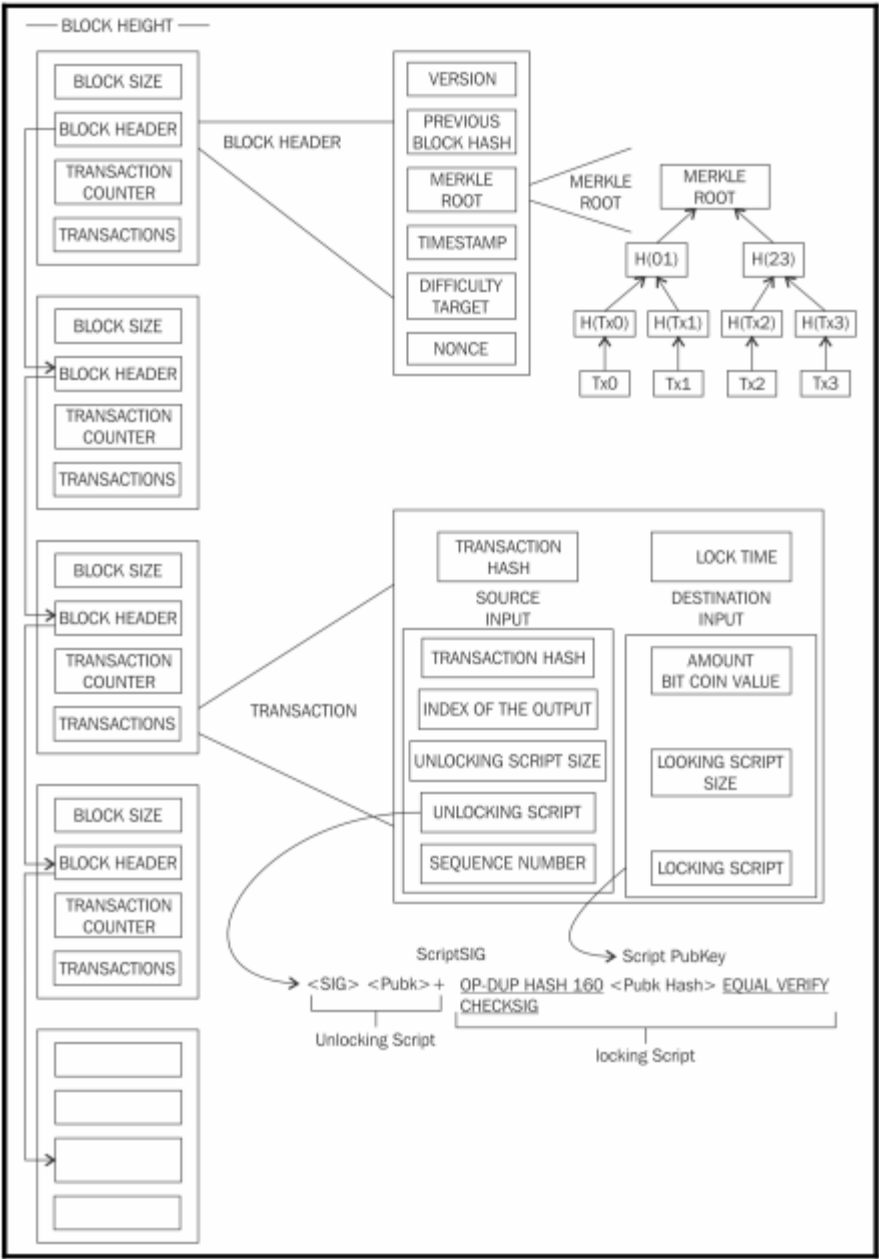 BLOCK HEIGHT
BLOCK SIZE
BLOCK HEADER
TRANSACTION
COUNTER
TRANSACTIONS
BLOCK HEADER
VERSION
PREVIOUS
BLOCK HASH
MERKLE
ROOT
TIMESTAMP
DIFFICULTY
TARGET
NONCE
MERKLE
ROOT
MERKLE
ROOT
H(01)
H(23)
H(Tx0)
H(Tx1)
H(Tx2)
H(Tx3)
Tx0
Tx1
Tx2
Tx3
BLOCK SIZE
BLOCK HEADER
TRANSACTION
COUNTER
TRANSACTIONS
BLOCK SIZE
BLOCK HEADER
TRANSACTION
COUNTER
TRANSACTIONS
TRANSACTION
TRANSACTION
HASH
LOCK TIME
SOURCE
INPUT
DESTINATION
INPUT
TRANSACTION HASH
INDEX OF THE OUTPUT
UNLOCKING SCRIPT SIZE
UNLOCKING SCRIPT
SEQUENCE NUMBER
AMOUNT
BIT COIN VALUE
LOOKING SCRIPT
SIZE
LOCKING SCRIPT
BLOCK SIZE
BLOCK HEADER
TRANSACTION
COUNTER
TRANSACTIONS
ScriptSIG
Script PubKey
<SIG> <Pubk>+ OP-DUP HASH 160 <Pubk Hash> EQUAL VERIFY
CHECKSIG
Unlocking Script
locking Script